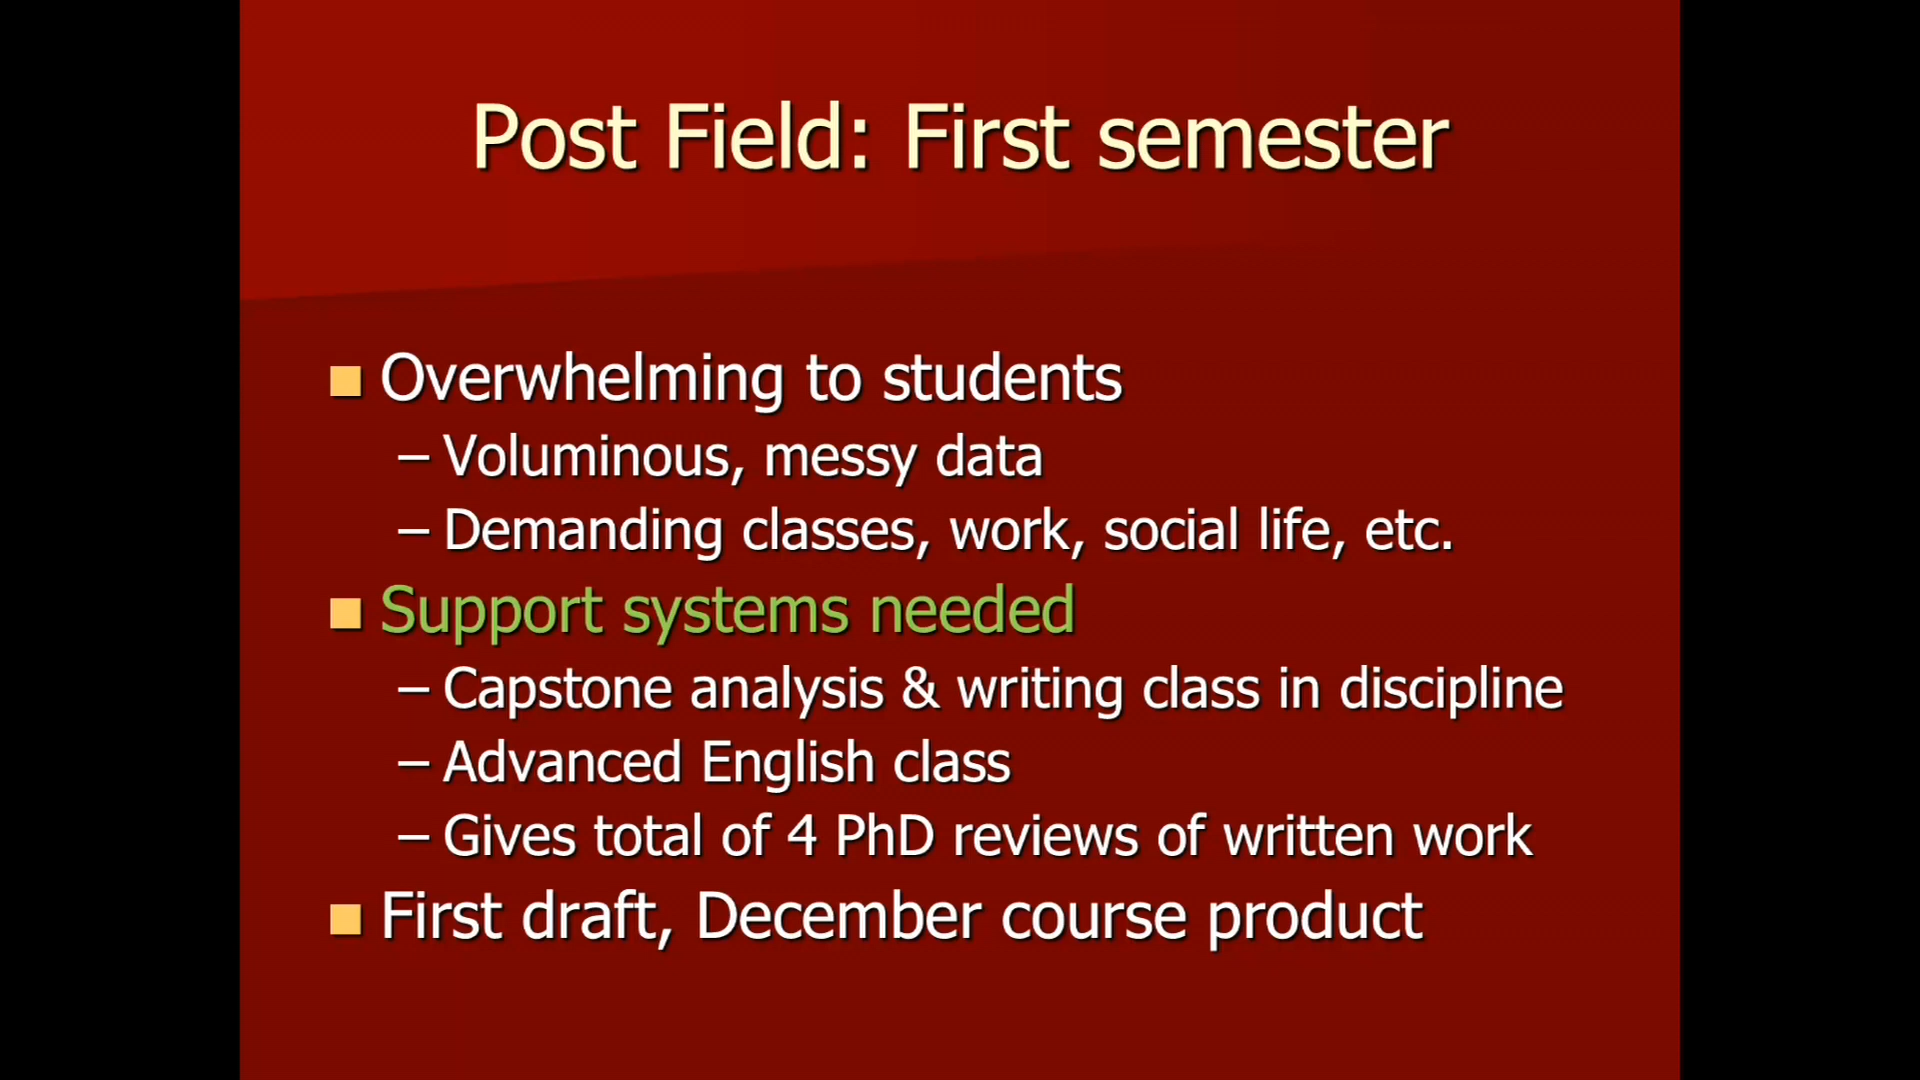 Post Field: First semester
Overwhelming to students
– Voluminous, messy data
– Demanding classes, work, social life, etc.
Support systems needed
– Capstone analysis & writing class in discipline
– Advanced English class
– Gives total of 4 PhD reviews of written work
First draft, December course product